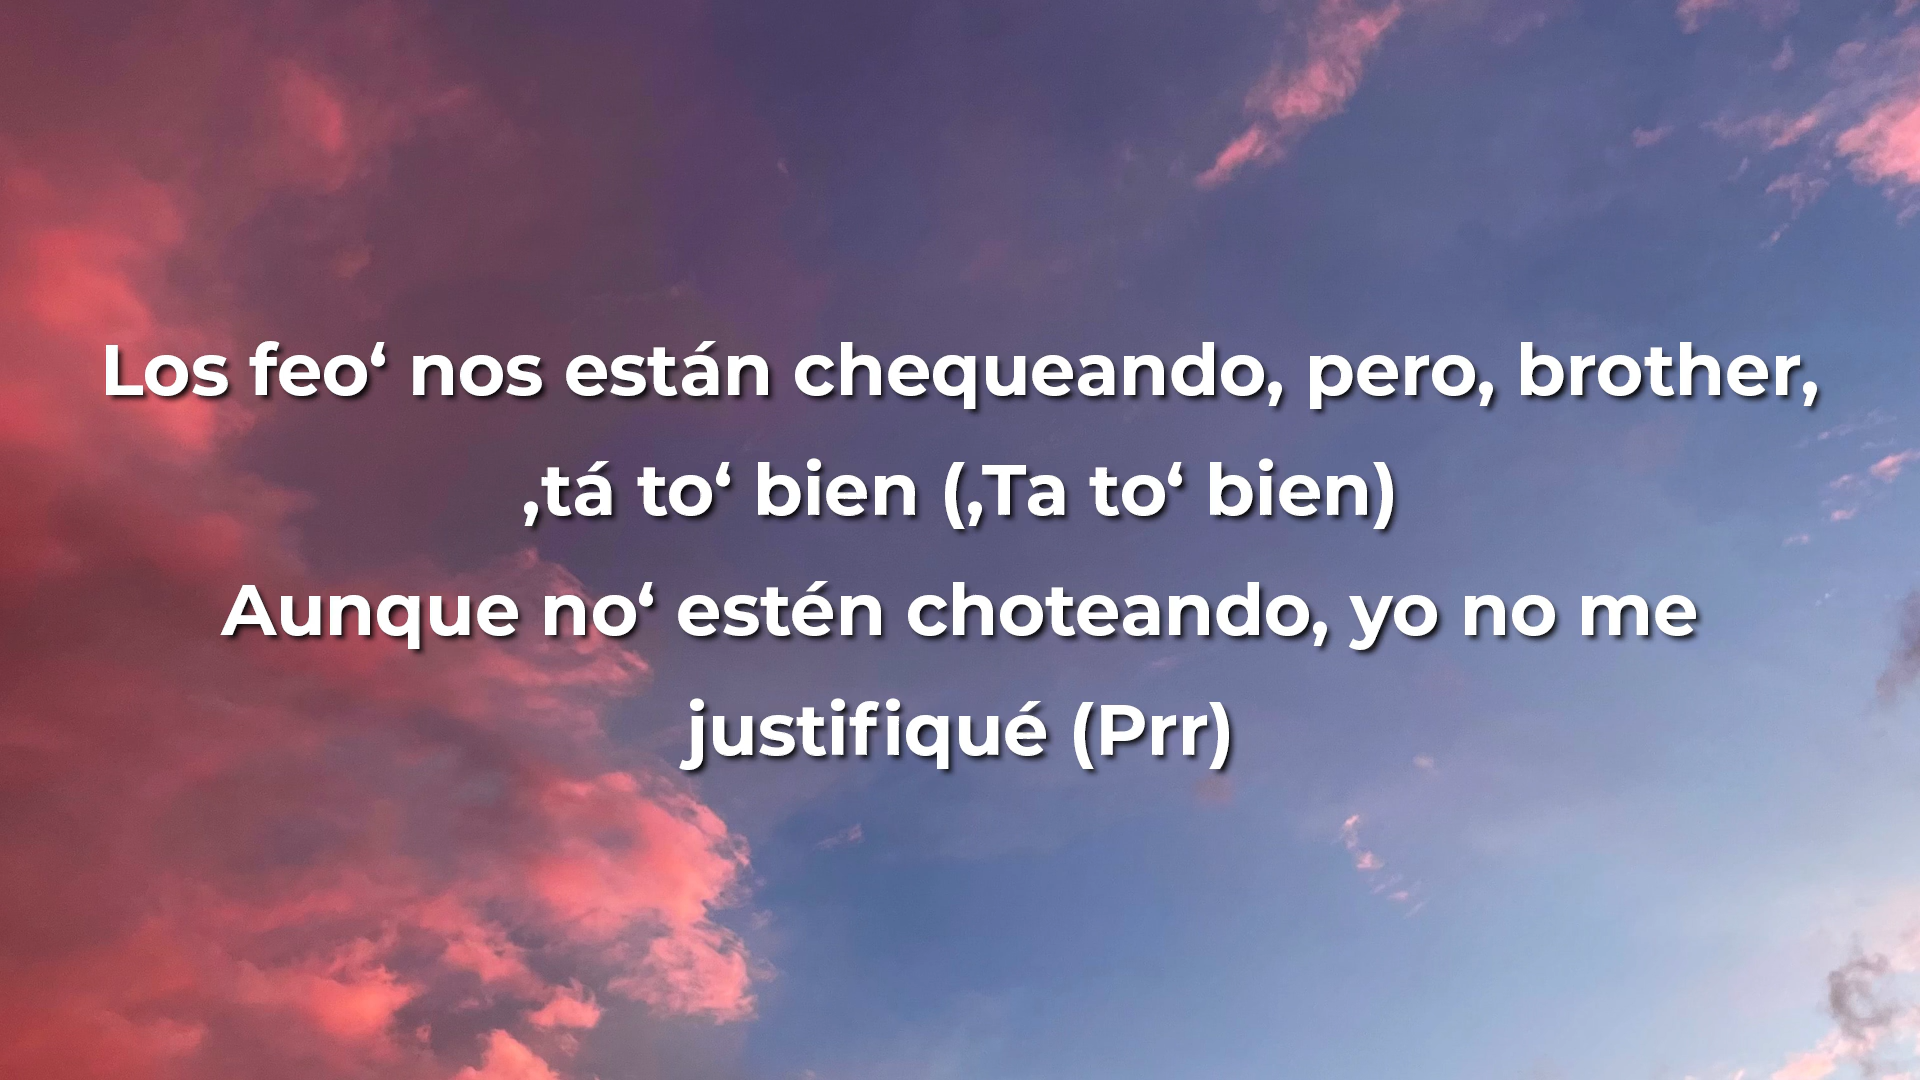 Los feo‘ nos están chequeando, pero, brother,
‚tá to‘ bien (‚Ta to‘ bien)
Aunque no‘ estén choteando, yo no me
justifiqué (Prr)